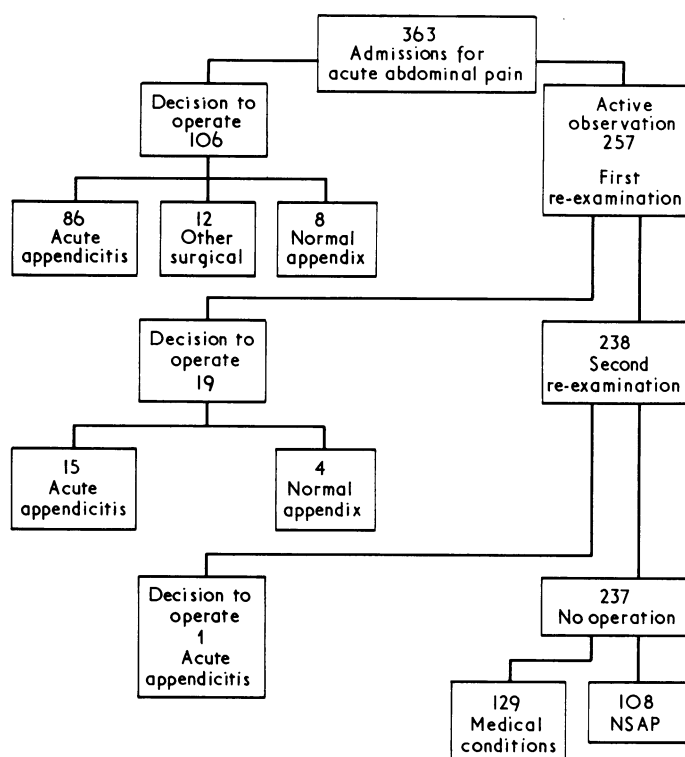 363
Admissions for
acute abdominal pain
Decision to
operate
106
Active
observation
257
First
re-examination
86
Acute
appendicitis
12
Other
surgical
8
Normal
appendix
Decision to
operate
19
238
Second
re-examination
15
Acute
appendicitis
4
Normal
appendix
Decision to
operate
1
Acute
appendicitis
237
No operation
129
Medical
conditions
108
NSAP